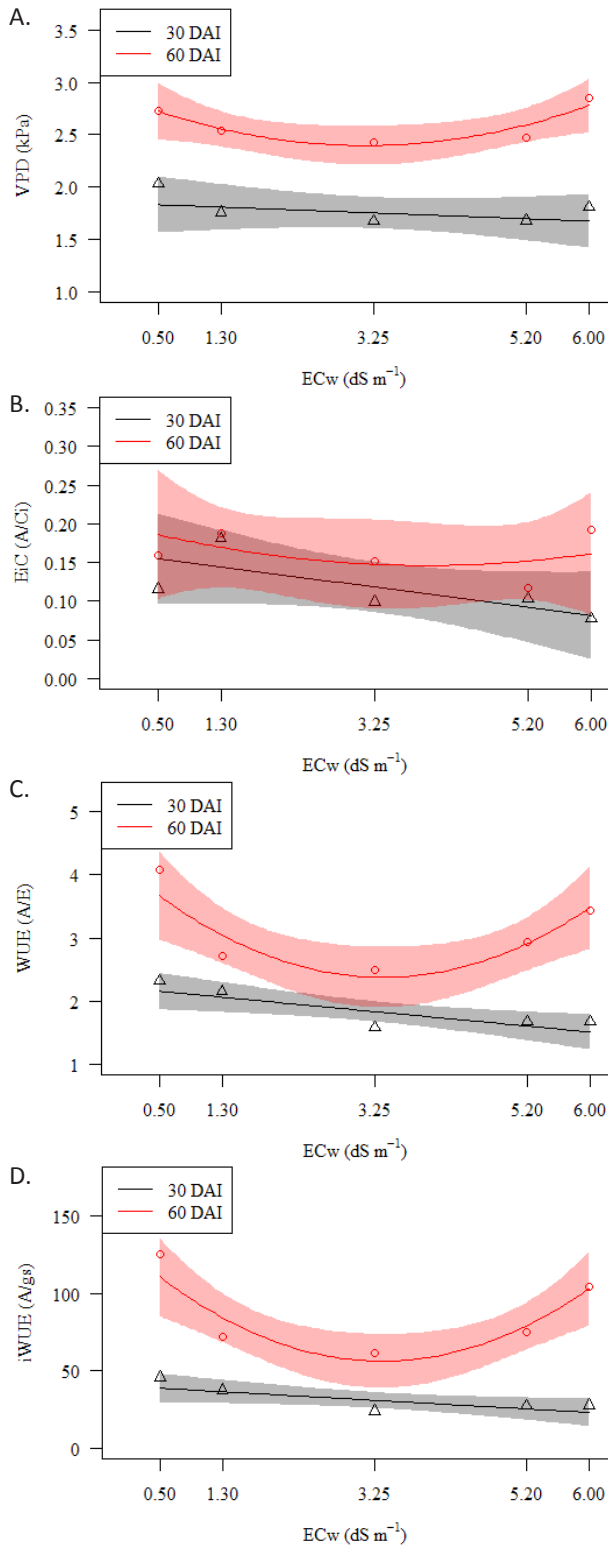 A.
30 DAI
60 DAI
VPD (kPa)
3.5
3.0
2.5
2.0
1.5
1.0
0.50 1.30 3.25 5.20 6.00
ECw (dS m⁻¹)
B.
30 DAI
60 DAI
EiC (A/Ci)
0.35
0.30
0.25
0.20
0.15
0.10
0.05
0.00
0.50 1.30 3.25 5.20 6.00
ECw (dS m⁻¹)
C.
30 DAI
60 DAI
WUE (A/E)
5
4
3
2
1
0.50 1.30 3.25 5.20 6.00
ECw (dS m⁻¹)
D.
30 DAI
60 DAI
iWUE (A/gs)
150
100
50
0
0.50 1.30 3.25 5.20 6.00
ECw (dS m⁻¹)